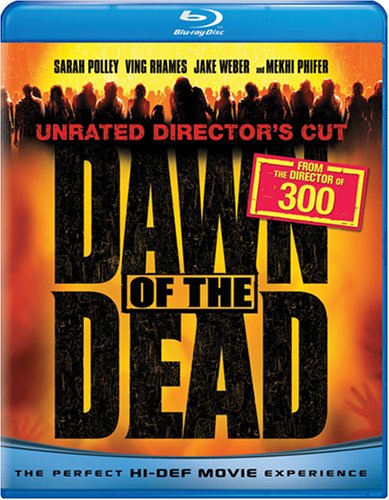 Blu-ray Disc
SARAH POLLEY VING RHAMES JAKE WEBER and MEKHI PHIFER
UNRATED DIRECTOR'S CUT
DAWN
FROM
THE DIRECTOR OF
300
OF THE
DEAD
THE PERFECT HI-DEF MOVIE EXPERIENCE